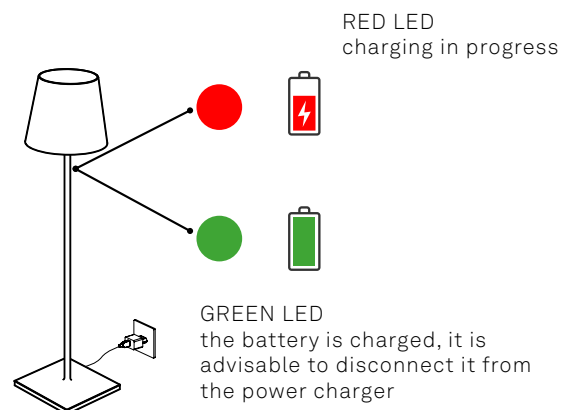 RED LED
charging in progress
GREEN LED
the battery is charged, it is
advisable to disconnect it from
the power charger